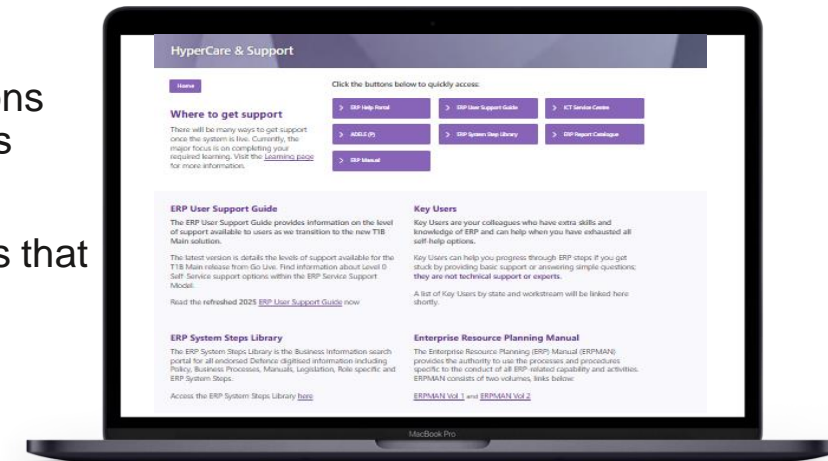 ons
s
s that
HyperCare & Support
Home
Where to get support
There will be many ways to get support
once the system is live. Currently, the
major focus is on completing your
required learning. Visit the Learning page
for more information.
Click the buttons below to quickly access:
> ERP Help Portal
> ERP User Support Guide
> ICT Service Centre
> ADELE (P)
> ERP System Step Library
> ERP Report Catalogue
> ERP Manual
ERP User Support Guide
The ERP User Support Guide provides information on the level
of support available to users as we transition to the new T1B
Main solution.
The latest version is details the levels of support available for the
T1B Main release from Go Live. Find information about Level 0
Self-Service support options within the ERP Service Support
Model.
Read the refreshed 2025 ERP User Support Guide now
Key Users
Key Users are your colleagues who have extra skills and
knowledge of ERP and can help when you have exhausted all
self-help options.
Key Users can help you progress through ERP steps if you get
stuck by providing basic support or answering simple questions;
they are not technical support or experts.
A list of Key Users by state and workstream will be linked here
shortly.
ERP System Steps Library
The ERP System Steps Library is the Business Information search
portal for all endorsed Defence digitised information including
Policy, Business Processes, Manuals, Legislation, Role specific and
ERP System Steps.
Access the ERP System Steps Library here
Enterprise Resource Planning Manual
The Enterprise Resource Planning (ERP) Manual (ERPMAN)
provides the authority to use the processes and procedures
specific to the conduct of all ERP-related capability and activities.
ERPMAN consists of two volumes, links below:
ERPMAN Vol 1 and ERPMAN Vol 2
MacBook Pro